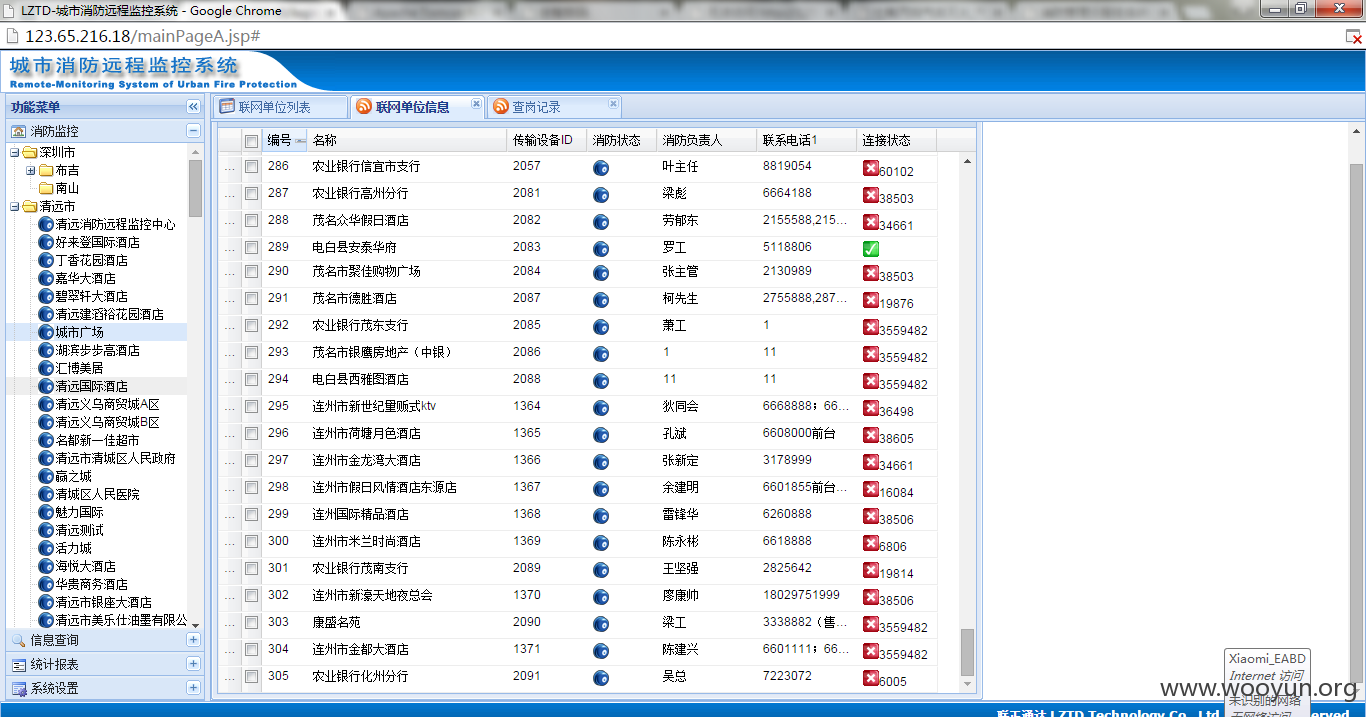 LZTD-城市消防远程监控系统 - Google Chrome
123.65.216.18/mainPageA.jsp#
城市消防远程监控系统
Remote-Monitoring System of Urban Fire Protection
功能菜单
消防监控
深圳市
布吉
南山
清远市
清远消防远程监控中心
好来登国际酒店
丁香花园酒店
嘉华大酒店
碧翠轩大酒店
清远建滔裕花园酒店
城市广场
湖滨步步高酒店
汇博美居
清远国际酒店
清远义乌商贸城A区
清远义乌商贸城B区
名都新一佳超市
清远市清城区人民政府
赢之城
清城区人民医院
魅力国际
清远测试
活力城
海悦大酒店
华贵商务酒店
清远市银座大酒店
清远市美乐仕油墨有限公
信息查询
统计报表
系统设置
联网单位列表 联网单位信息 查岗记录
编号 名称 传输设备ID 消防状态 消防负责人 联系电话1 连接状态
286 农业银行信宜市支行 2057 叶主任 8819054 60102
287 农业银行高州分行 2081 梁彪 6664188 38503
288 茂名众华假日酒店 2082 劳郁东 2155588,215... 34661
289 电白县安泰华府 2083 罗工 5118806
290 茂名市聚佳购物广场 2084 张主管 2130989 38503
291 茂名市德胜酒店 2087 柯先生 2755888,287... 19876
292 农业银行茂东支行 2085 萧工 1 3559482
293 茂名市银鹰房地产（中银） 2086 1 11 3559482
294 电白县西雅图酒店 2088 11 11 3559482
295 连州市新世纪量贩式ktv 1364 狄同会 6668888；66... 36498
296 连州市荷塘月色酒店 1365 孔斌 6608000前台 38605
297 连州市金龙湾大酒店 1366 张新定 3178999 34661
298 连州市假日风情酒店东源店 1367 余建明 6601855前台... 16084
299 连州国际精品酒店 1368 雷锋华 6260888 38506
300 连州市米兰时尚酒店 1369 陈永彬 6618888 6806
301 农业银行茂南支行 2089 王坚强 2825642 19814
302 连州市新濠天地夜总会 1370 廖康帅 18029751999 38506
303 康盛名苑 2090 梁工 3338882（售... 3559482
304 连州市金都大酒店 1371 陈建兴 6601111；66... 3559482
305 农业银行化州分行 2091 吴总 7223072 6005
Xiaomi_EABD
Internet 访问
未识别的网络
无网络访问
www.wooyun.org
LZTD Technology Co., Ltd